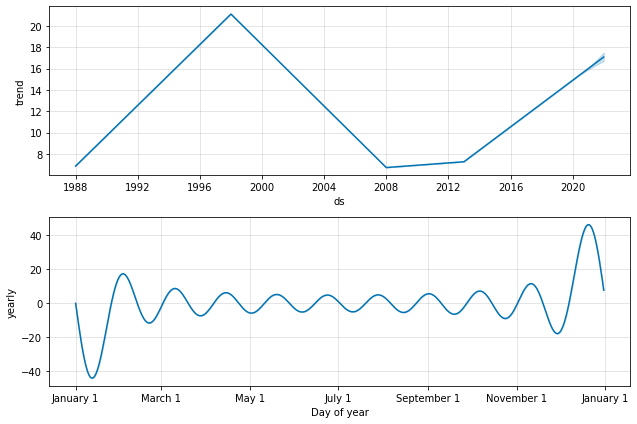 20
18
16
14
12
10
8
trend
1988 1992 1996 2000 2004 2008 2012 2016 2020
ds
40
20
0
−20
−40
yearly
January 1 March 1 May 1 July 1 September 1 November 1 January 1
Day of year